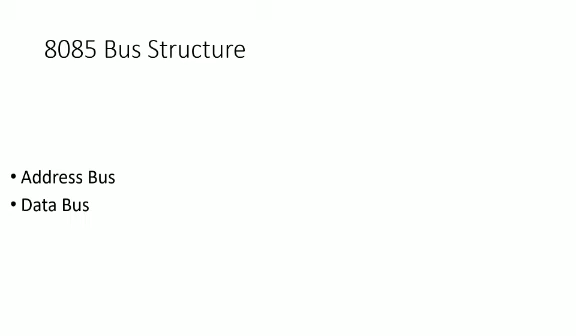 8085 Bus Structure
• Address Bus
• Data Bus